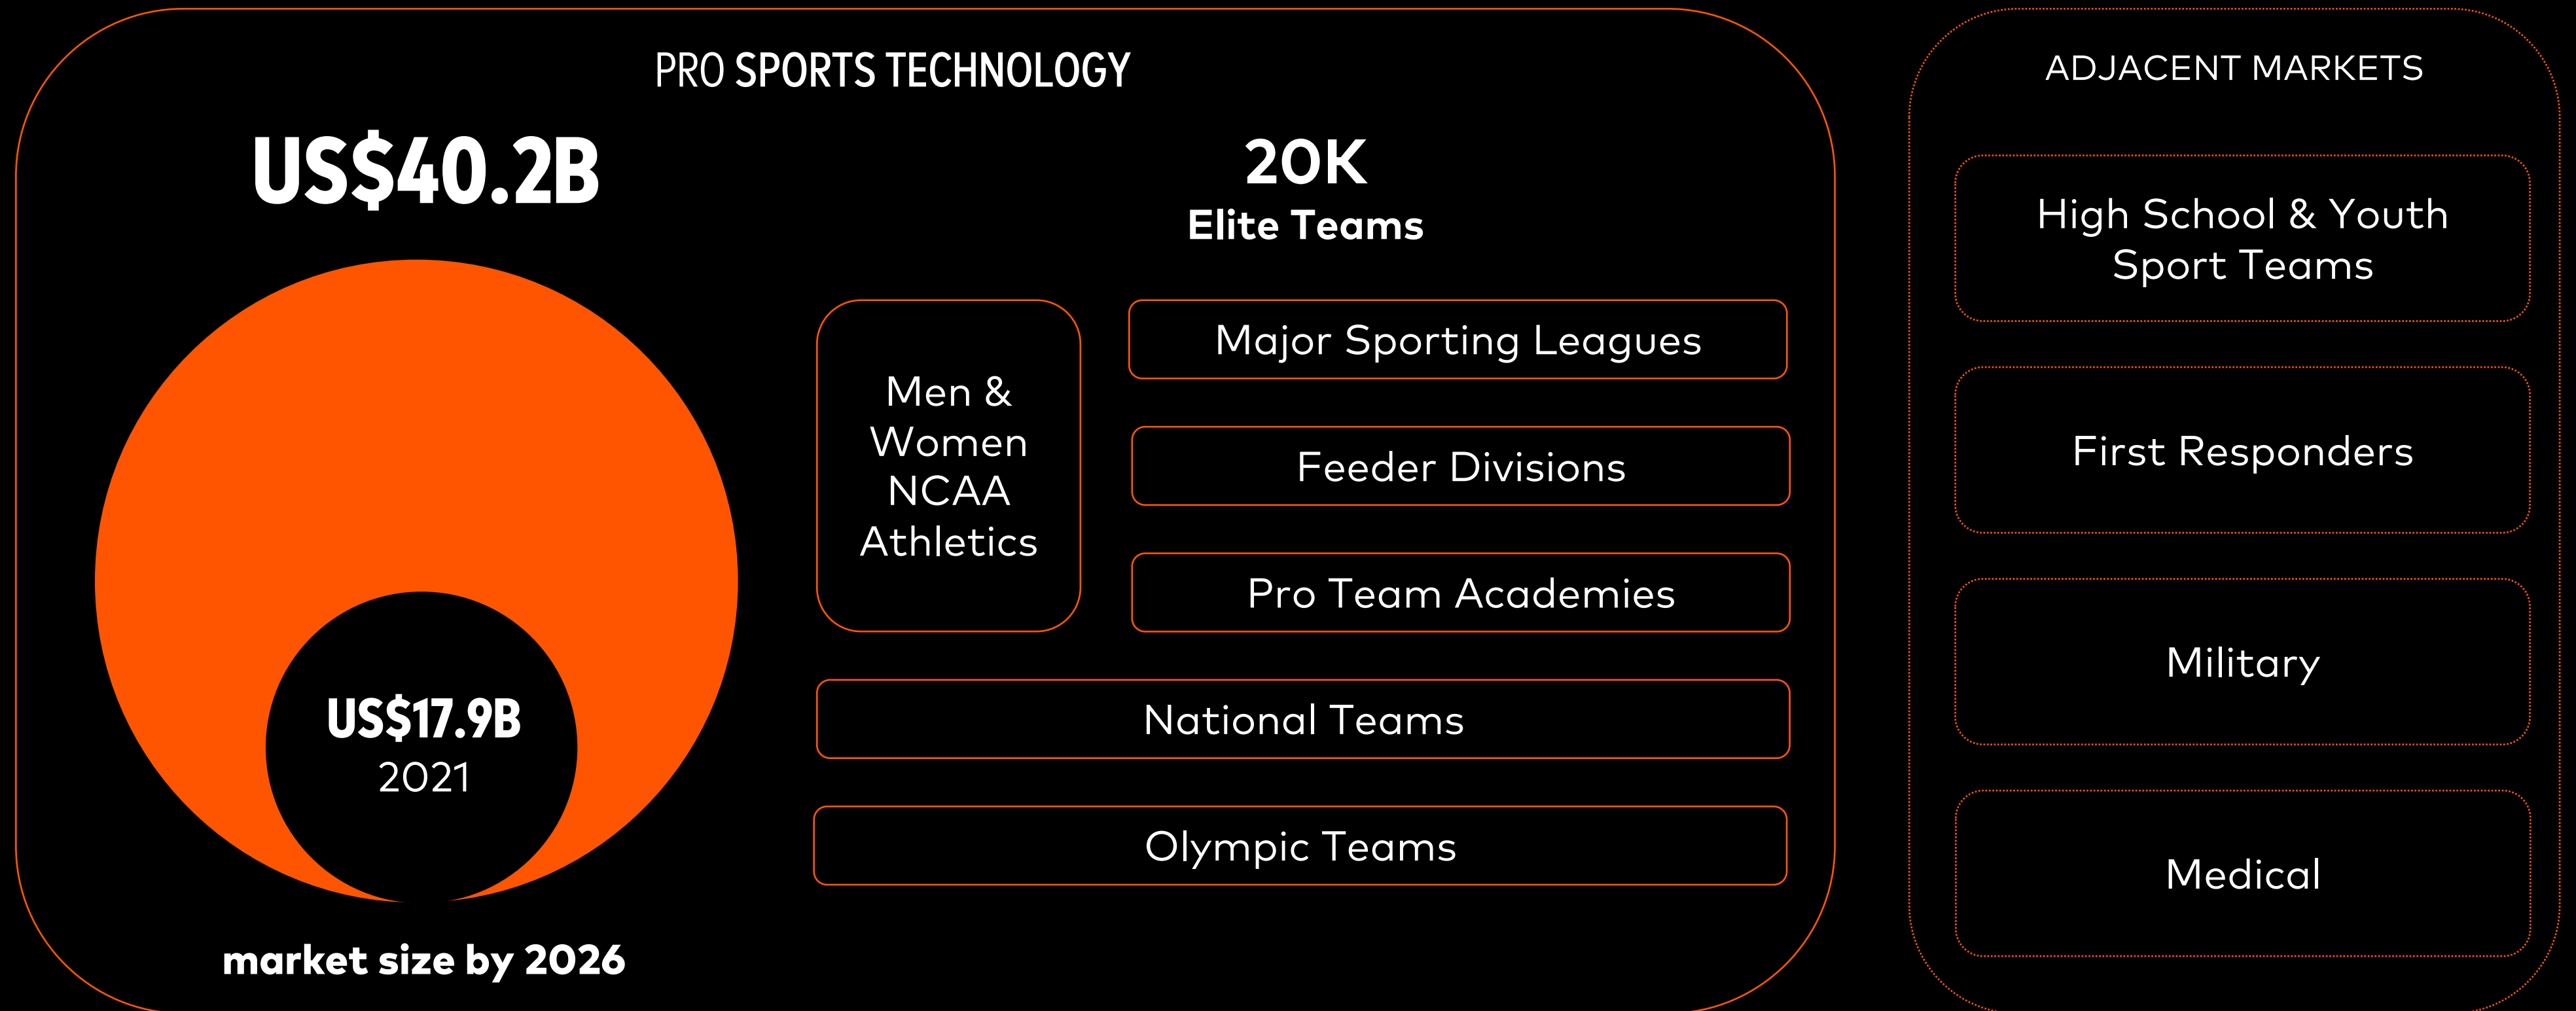 PRO SPORTS TECHNOLOGY
US$40.2B
US$17.9B
2021
market size by 2026
20K
Elite Teams
Men &
Women
NCAA
Athletics
Major Sporting Leagues
Feeder Divisions
Pro Team Academies
National Teams
Olympic Teams
ADJACENT MARKETS
High School & Youth
Sport Teams
First Responders
Military
Medical